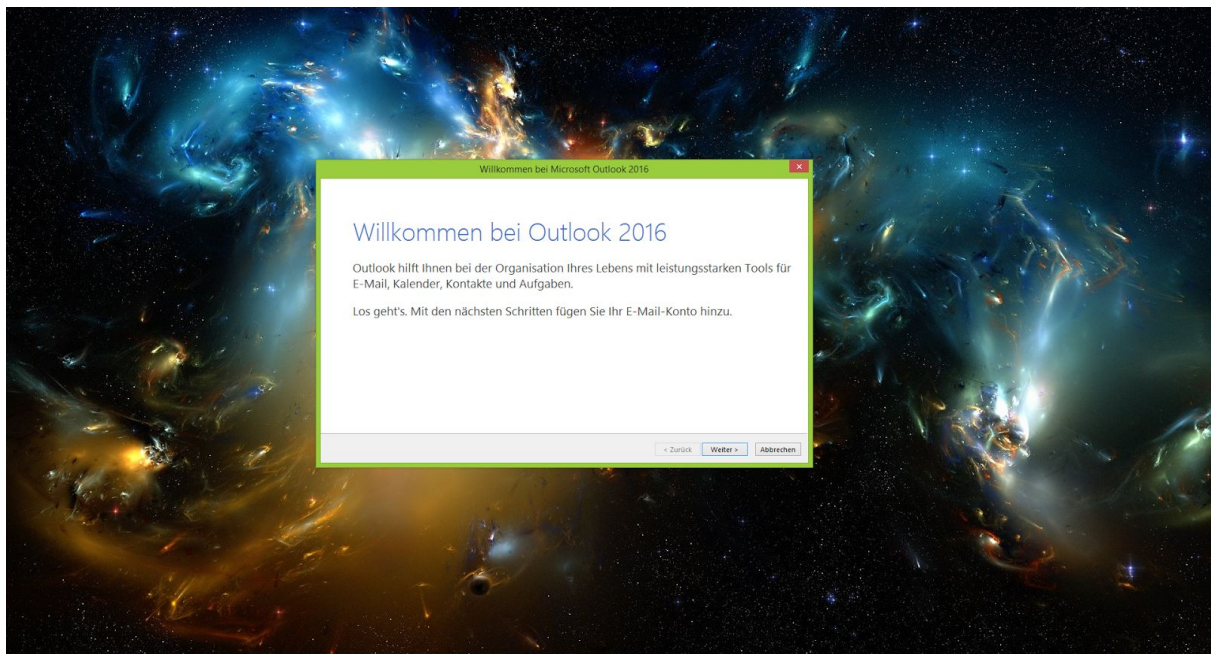 Willkommen bei Microsoft Outlook 2016
Willkommen bei Outlook 2016
Outlook hilft Ihnen bei der Organisation Ihres Lebens mit leistungsstarken Tools für
E-Mail, Kalender, Kontakte und Aufgaben.
Los geht's. Mit den nächsten Schritten fügen Sie Ihr E-Mail-Konto hinzu.
< Zurück Weiter > Abbrechen